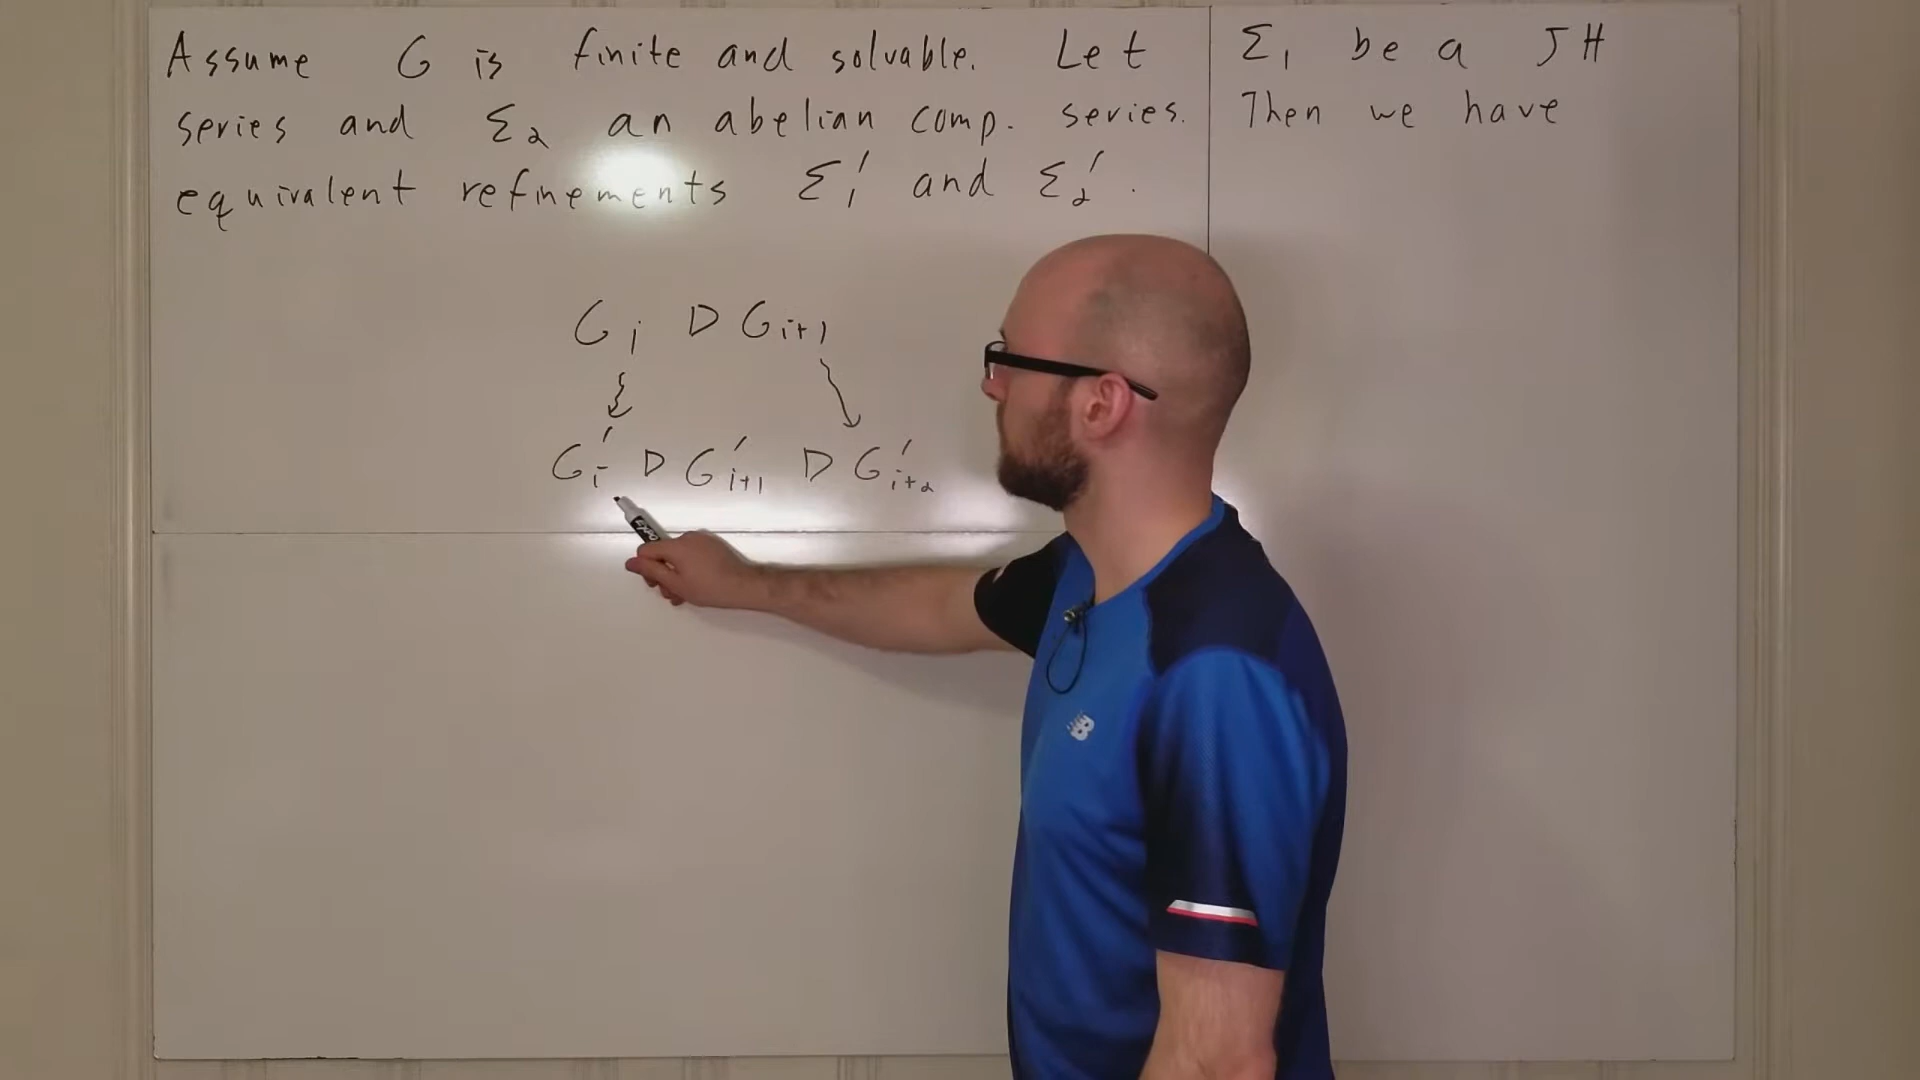 Assume G is finite and solvable. Let Σ₁ be a JH
series and Σ₂ an abelian comp. series. Then we have
equivalent refinements Σ₁′ and Σ₂′.
Gᵢ ▷ Gᵢ₊₁
Gᵢ′ ▷ G′ᵢ₊₁ ▷ G′ᵢ₊₂